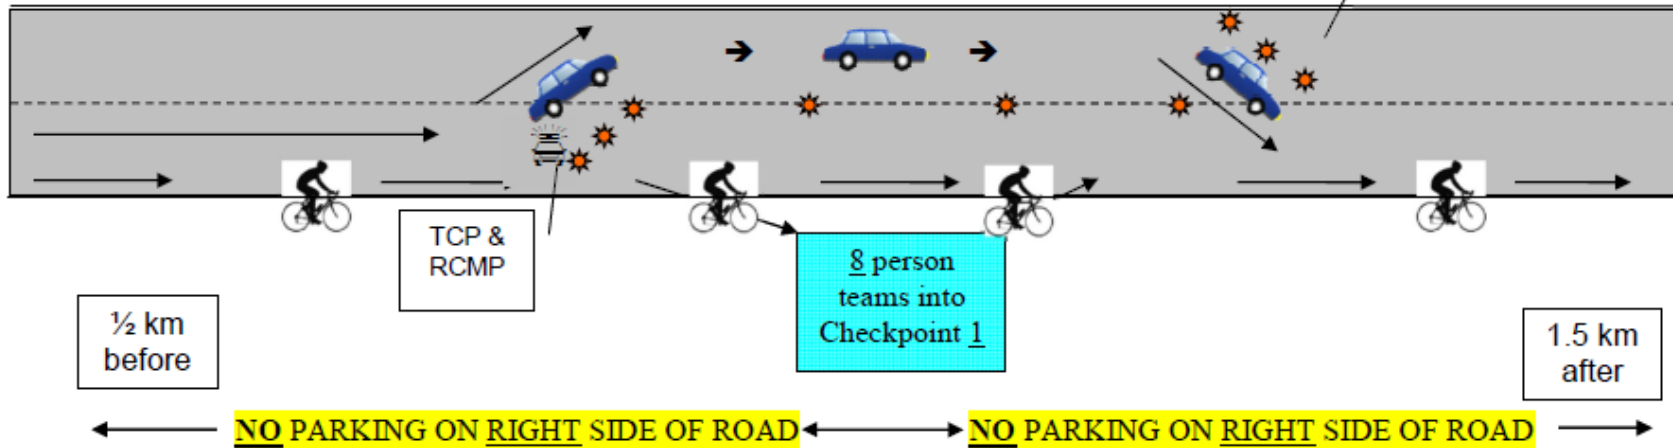 TCP &
RCMP
8 person
teams into
Checkpoint 1
½ km
before
1.5 km
after
NO PARKING ON RIGHT SIDE OF ROAD
NO PARKING ON RIGHT SIDE OF ROAD